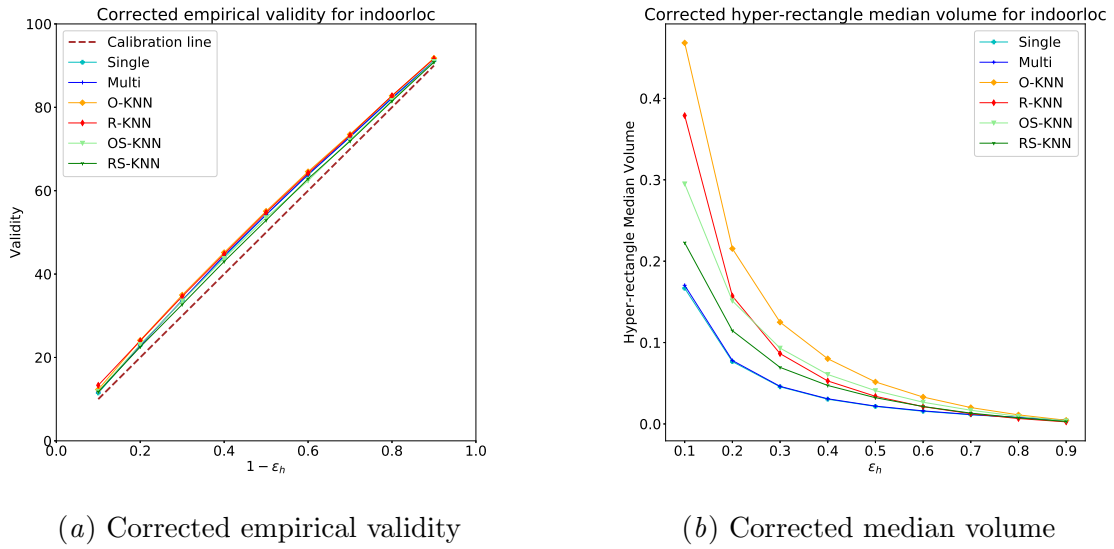 Corrected empirical validity for indoorloc
100
80
60
40
20
0
Validity
Calibration line
Single
Multi
O-KNN
R-KNN
OS-KNN
RS-KNN
0.0 0.2 0.4 0.6 0.8 1.0
1 − ε_h
(a) Corrected empirical validity
Corrected hyper-rectangle median volume for indoorloc
0.4
0.3
0.2
0.1
0.0
Hyper-rectangle Median Volume
Single
Multi
O-KNN
R-KNN
OS-KNN
RS-KNN
0.1 0.2 0.3 0.4 0.5 0.6 0.7 0.8 0.9
ε_h
(b) Corrected median volume